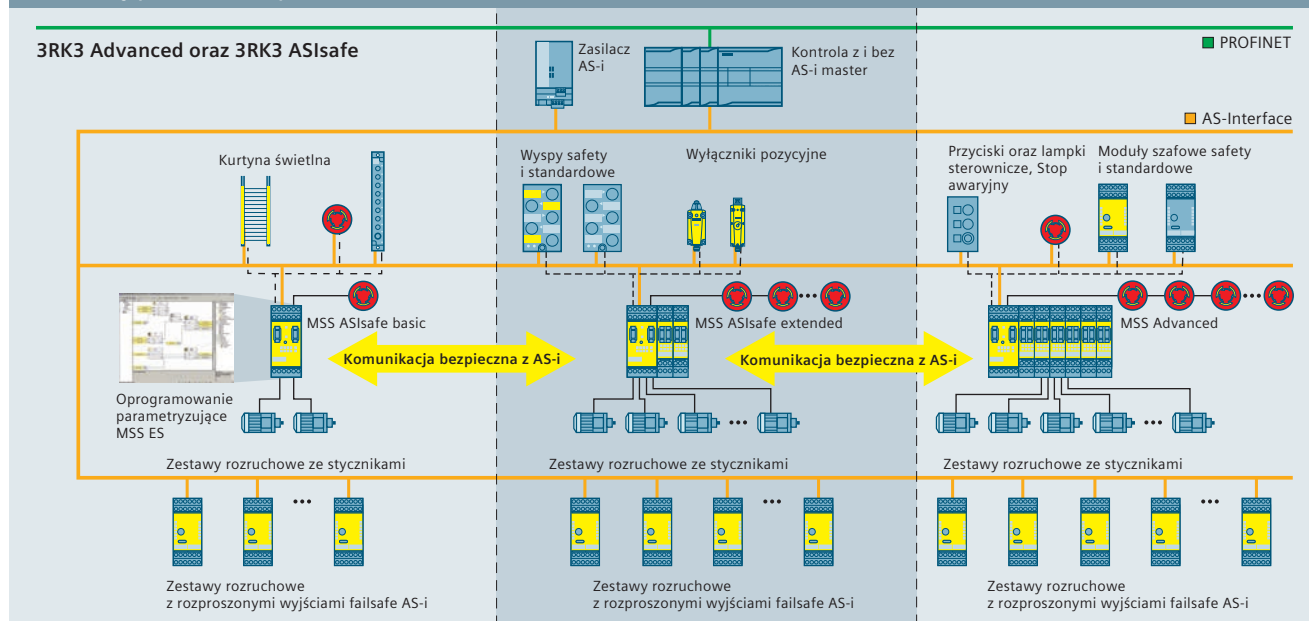 3RK3 Advanced oraz 3RK3 ASIsafe
Zasilacz
AS-i
Kontrola z i bez
AS-i master
PROFINET
AS-Interface
Kurtyna świetlna
Wyspy safety
i standardowe
Wyłączniki pozycyjne
Przyciski oraz lampki
sterownicze, Stop
awaryjny
Moduły szafowe safety
i standardowe
MSS ASIsafe basic
MSS ASIsafe extended
MSS Advanced
Komunikacja bezpieczna z AS-i
Komunikacja bezpieczna z AS-i
Oprogramowanie
parametryzujące
MSS ES
Zestawy rozruchowe ze stycznikami
Zestawy rozruchowe ze stycznikami
Zestawy rozruchowe ze stycznikami
Zestawy rozruchowe
z rozproszonymi wyjściami failsafe AS-i
Zestawy rozruchowe
z rozproszonymi wyjściami failsafe AS-i
Zestawy rozruchowe
z rozproszonymi wyjściami failsafe AS-i